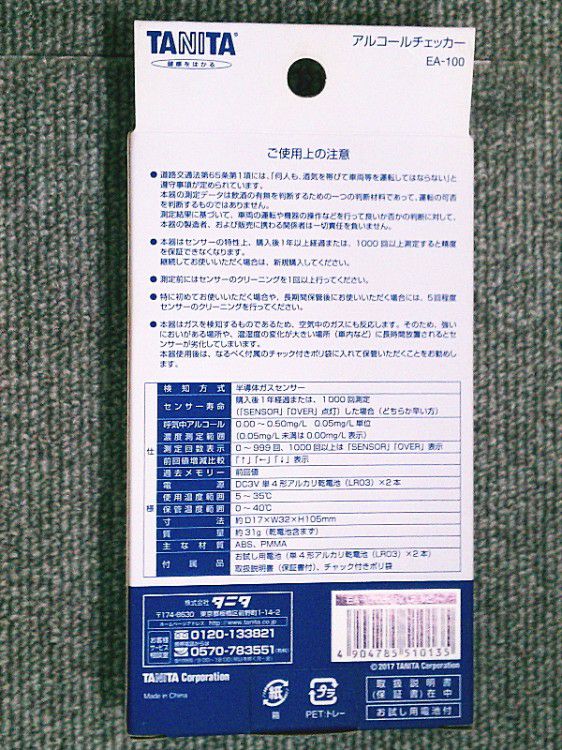 TANITA
健康をはかる
アルコールチェッカー
EA-100
ご使用上の注意
● 道路交通法第65条第1項には、「何人も、酒気を帯びて車両等を運転してはならない」と
遵守事項が定められています。
本器の測定データは飲酒の有無を判断するための一つの判断材料であって、運転の可否
を判断するものではありません。
測定結果に基づいて、車両の運転や機器の操作などを行って良いか否かの判断に対して、
本器の製造者、および販売に携わる関係者は一切責任を負いません。
● 本器はセンサーの特性上、購入後1年以上経過または、1000回以上測定すると精度
を保証できなくなります。
継続してお使いいただく場合は、新規購入してください。
● 測定前にはセンサーのクリーニングを1回以上行ってください。
● 特に初めてお使いいただく場合や、長期間保管後にお使いいただく場合には、5回程度
センサーのクリーニングを行ってください。
● 本器はガスを検知するものであるため、空気中のガスにも反応します。そのため、強い
においがある場所や、温湿度の変化が大きい場所（車内など）に長時間放置されるとセ
ンサーが劣化してしまいます。
本器使用後は、なるべく付属のチャック付きポリ袋に入れて保管いただくことをお勧めし
ます。
仕様
検知方式 半導体ガスセンサー
センサー寿命 購入後1年経過または、1000回測定
（「SENSOR」「OVER」点灯）した場合（どちらか早い方）
呼気中アルコール 0.00～0.50mg/L 0.05mg/L 単位
濃度測定範囲 (0.05mg/L 未満は0.00mg/L 表示)
測定回数表示 0～999回、1000回以上は「SENSOR」「OVER」表示
前回値増減比較 「↑」「←」「↓」表示
過去メモリー 前回値
電源 DC3V 単4形アルカリ乾電池（LR03）×2本
使用温度範囲 5～35℃
保管温度範囲 0～40℃
寸法 約D17×W32×H105mm
質量 約31g（乾電池含まず）
主な材質 ABS、PMMA
付属品 お試し用電池（単4形アルカリ乾電池（LR03）×2本）
取扱説明書（保証書付）、チャック付きポリ袋
株式会社 タニタ
〒174-8630 東京都板橋区前野町1-14-2
ホームページアドレス http://www.tanita.co.jp
お客様サービス相談室
0120-133821
携帯電話からは
0570-783551(有料)
TANITA Corporation
Made in China
紙
箱
プラ
PET:トレー
4 904785 510135
©2017 TANITA Corporation
取扱説明書
（保証書）在中
お試し用電池付